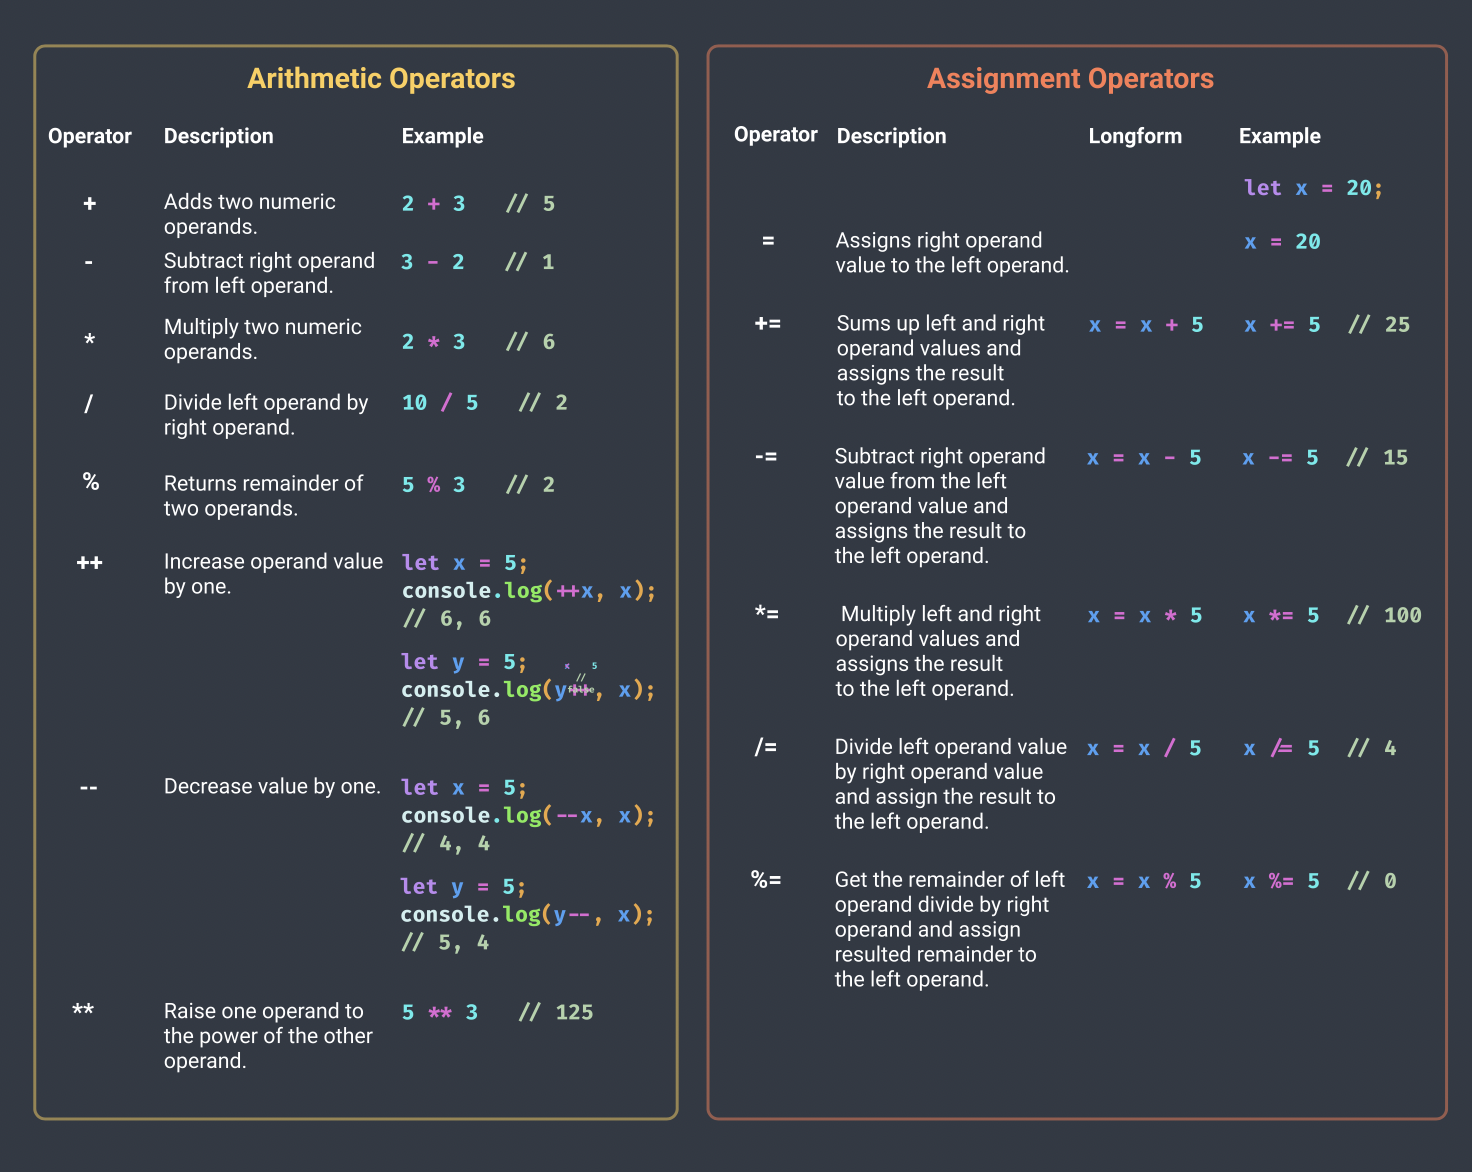 Arithmetic Operators
Operator Description Example
+ Adds two numeric 2 + 3 // 5
operands.
- Subtract right operand 3 - 2 // 1
from left operand.
* Multiply two numeric 2 * 3 // 6
operands.
/ Divide left operand by 10 / 5 // 2
right operand.
% Returns remainder of 5 % 3 // 2
two operands.
++ Increase operand value let x = 5;
by one. console.log(++x, x);
// 6, 6
let y = 5;
x 5
//
console.log(y++, x);
// 5, 6
-- Decrease value by one. let x = 5;
console.log(--x, x);
// 4, 4
let y = 5;
console.log(y--, x);
// 5, 4
** Raise one operand to 5 ** 3 // 125
the power of the other
operand.
Assignment Operators
Operator Description Longform Example
let x = 20;
= Assigns right operand x = 20
value to the left operand.
+= Sums up left and right x = x + 5 x += 5 // 25
operand values and
assigns the result
to the left operand.
-= Subtract right operand x = x - 5 x -= 5 // 15
value from the left
operand value and
assigns the result to
the left operand.
*= Multiply left and right x = x * 5 x *= 5 // 100
operand values and
assigns the result
to the left operand.
/= Divide left operand value x = x / 5 x /= 5 // 4
by right operand value
and assign the result to
the left operand.
%= Get the remainder of left x = x % 5 x %= 5 // 0
operand divide by right
operand and assign
resulted remainder to
the left operand.